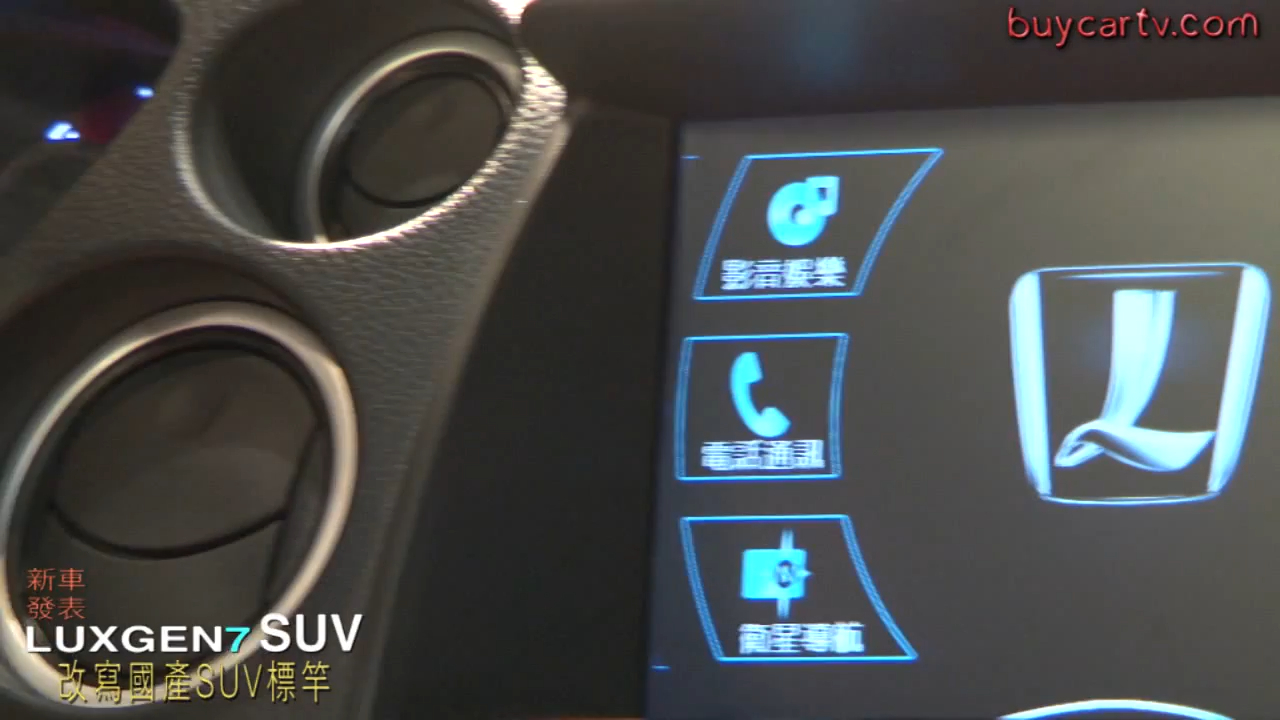 buycartv.com
影音娛樂
電話通訊
衛星導航
新車
發表
LUXGEN7 SUV
改寫國產SUV標竿